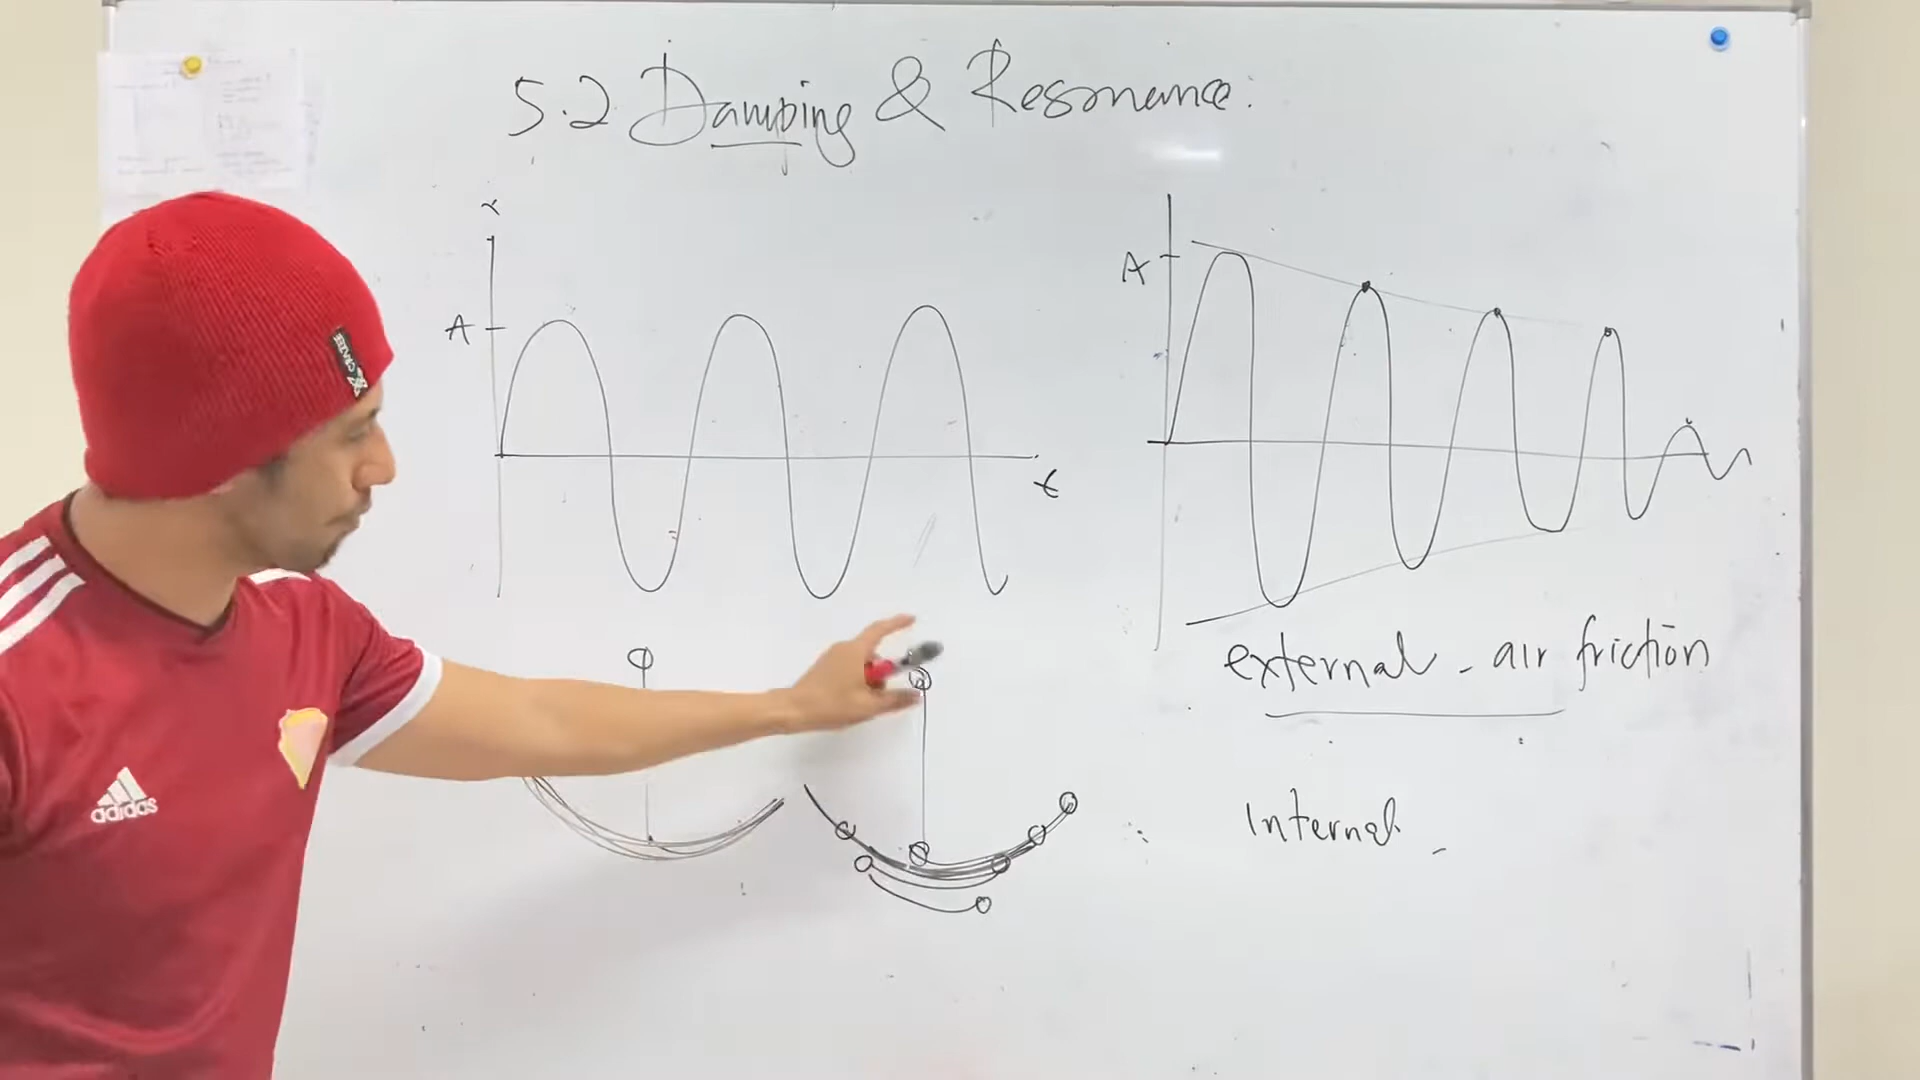 5.2 Damping & Resonance:
x
A
t
A
external - air friction
Internal -
adidas